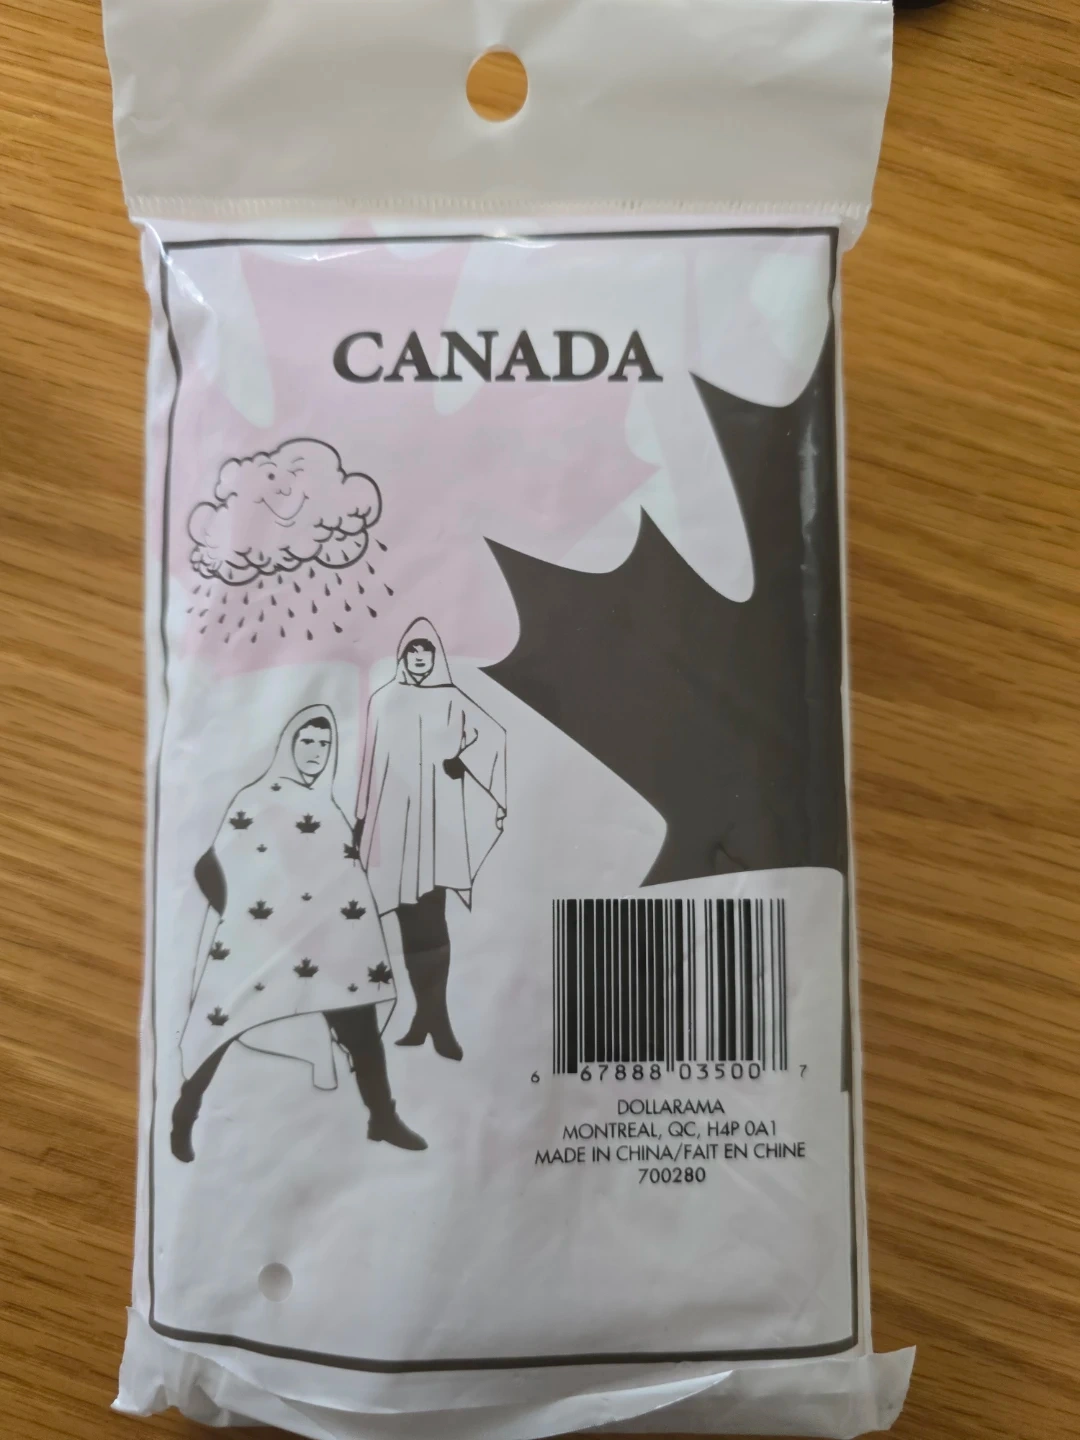 CANADA
6 67888 03500 7
DOLLARAMA
MONTREAL, QC, H4P 0A1
MADE IN CHINA/FAIT EN CHINE
700280